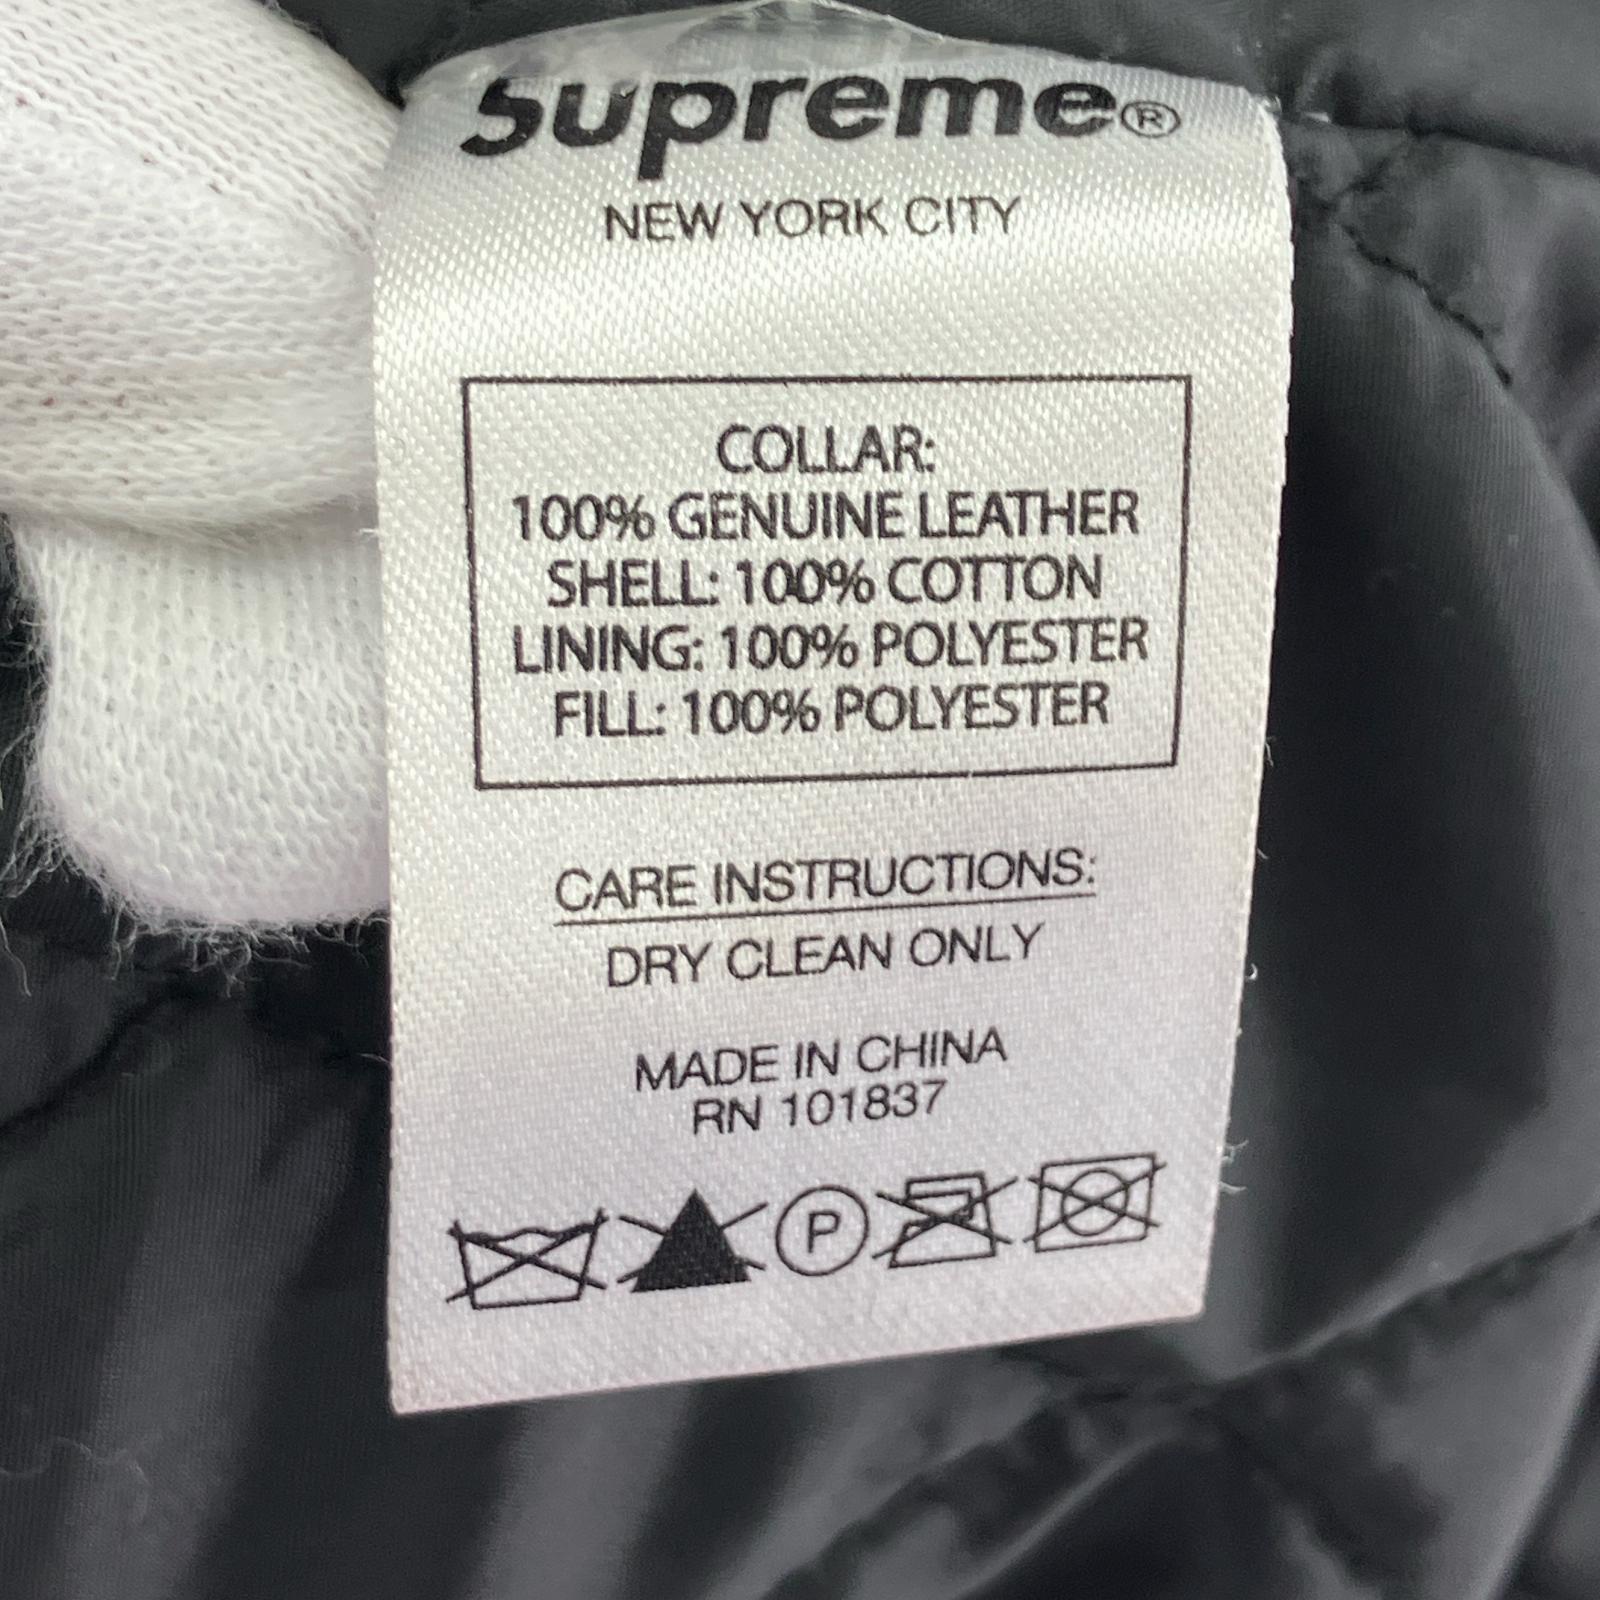 Supreme®
NEW YORK CITY
COLLAR:
100% GENUINE LEATHER
SHELL: 100% COTTON
LINING: 100% POLYESTER
FILL: 100% POLYESTER
CARE INSTRUCTIONS:
DRY CLEAN ONLY
MADE IN CHINA
RN 101837
P